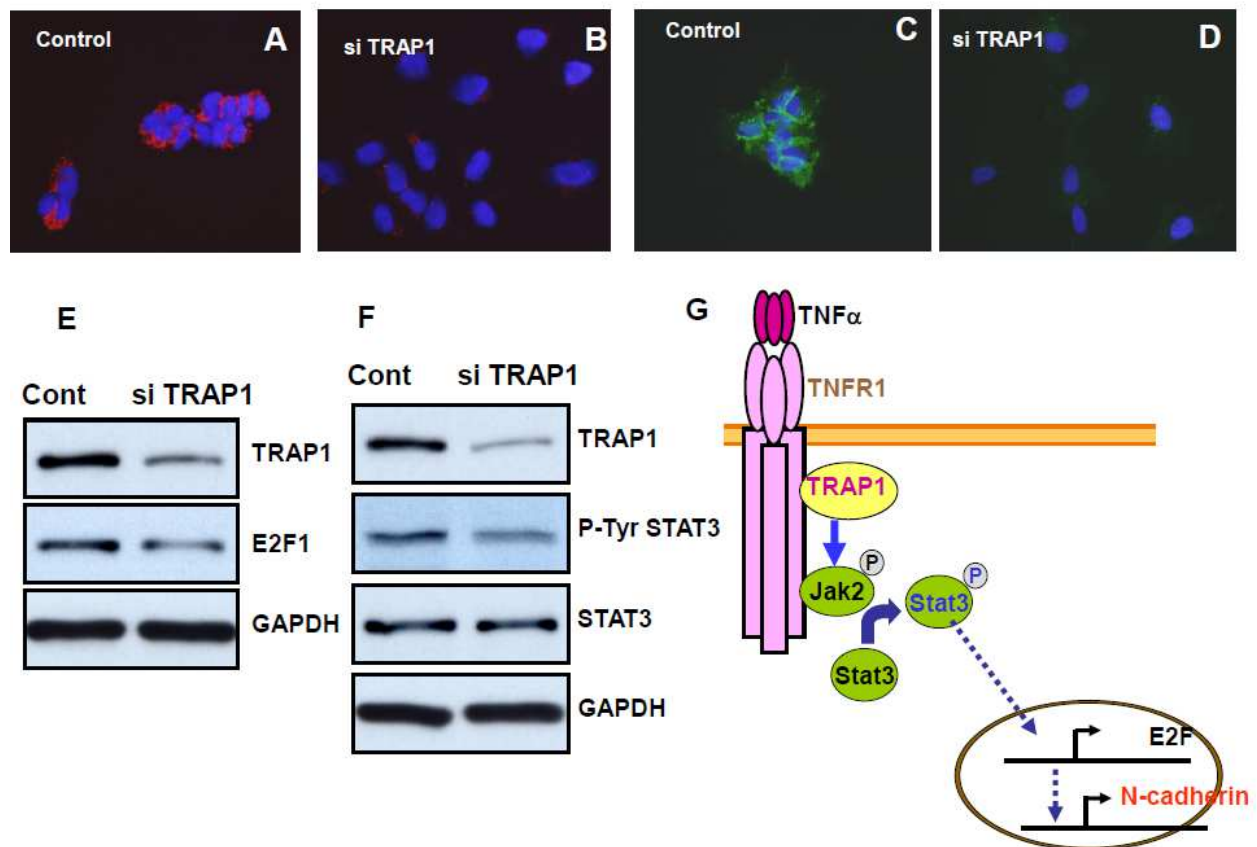 Control
A
si TRAP1
B
Control
C
si TRAP1
D
E
Cont si TRAP1
TRAP1
E2F1
GAPDH
F
Cont si TRAP1
TRAP1
P-Tyr STAT3
STAT3
GAPDH
G
TNFα
TNFR1
TRAP1
P
Jak2
P
Stat3
Stat3
E2F
N-cadherin